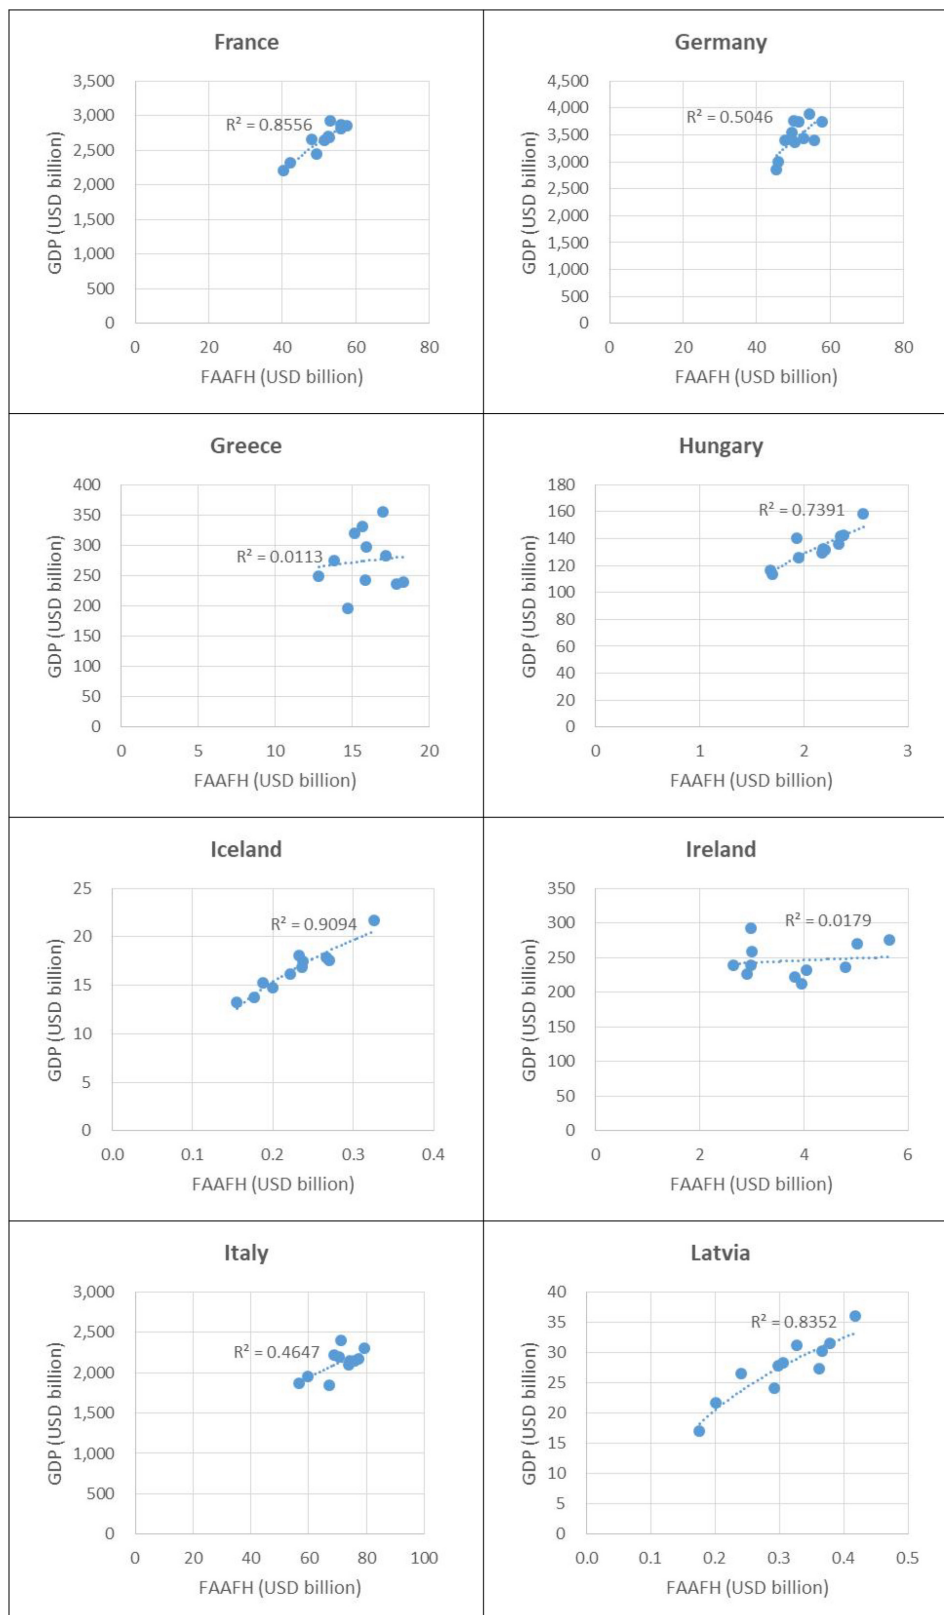 France
3,500
3,000
2,500
2,000
1,500
1,000
500
0
GDP (USD billion)
R² = 0.8556
0 20 40 60 80
FAAFH (USD billion)
Germany
4,500
4,000
3,500
3,000
2,500
2,000
1,500
1,000
500
0
GDP (USD billion)
R² = 0.5046
0 20 40 60 80
FAAFH (USD billion)
Greece
400
350
300
250
200
150
100
50
0
GDP (USD billion)
R² = 0.0113
0 5 10 15 20
FAAFH (USD billion)
Hungary
180
160
140
120
100
80
60
40
20
0
GDP (USD billion)
R² = 0.7391
0 1 2 3
FAAFH (USD billion)
Iceland
25
20
15
10
5
0
GDP (USD billion)
R² = 0.9094
0.0 0.1 0.2 0.3 0.4
FAAFH (USD billion)
Ireland
350
300
250
200
150
100
50
0
GDP (USD billion)
R² = 0.0179
0 2 4 6
FAAFH (USD billion)
Italy
3,000
2,500
2,000
1,500
1,000
500
0
GDP (USD billion)
R² = 0.4647
0 20 40 60 80 100
FAAFH (USD billion)
Latvia
40
35
30
25
20
15
10
5
0
GDP (USD billion)
R² = 0.8352
0.0 0.1 0.2 0.3 0.4 0.5
FAAFH (USD billion)